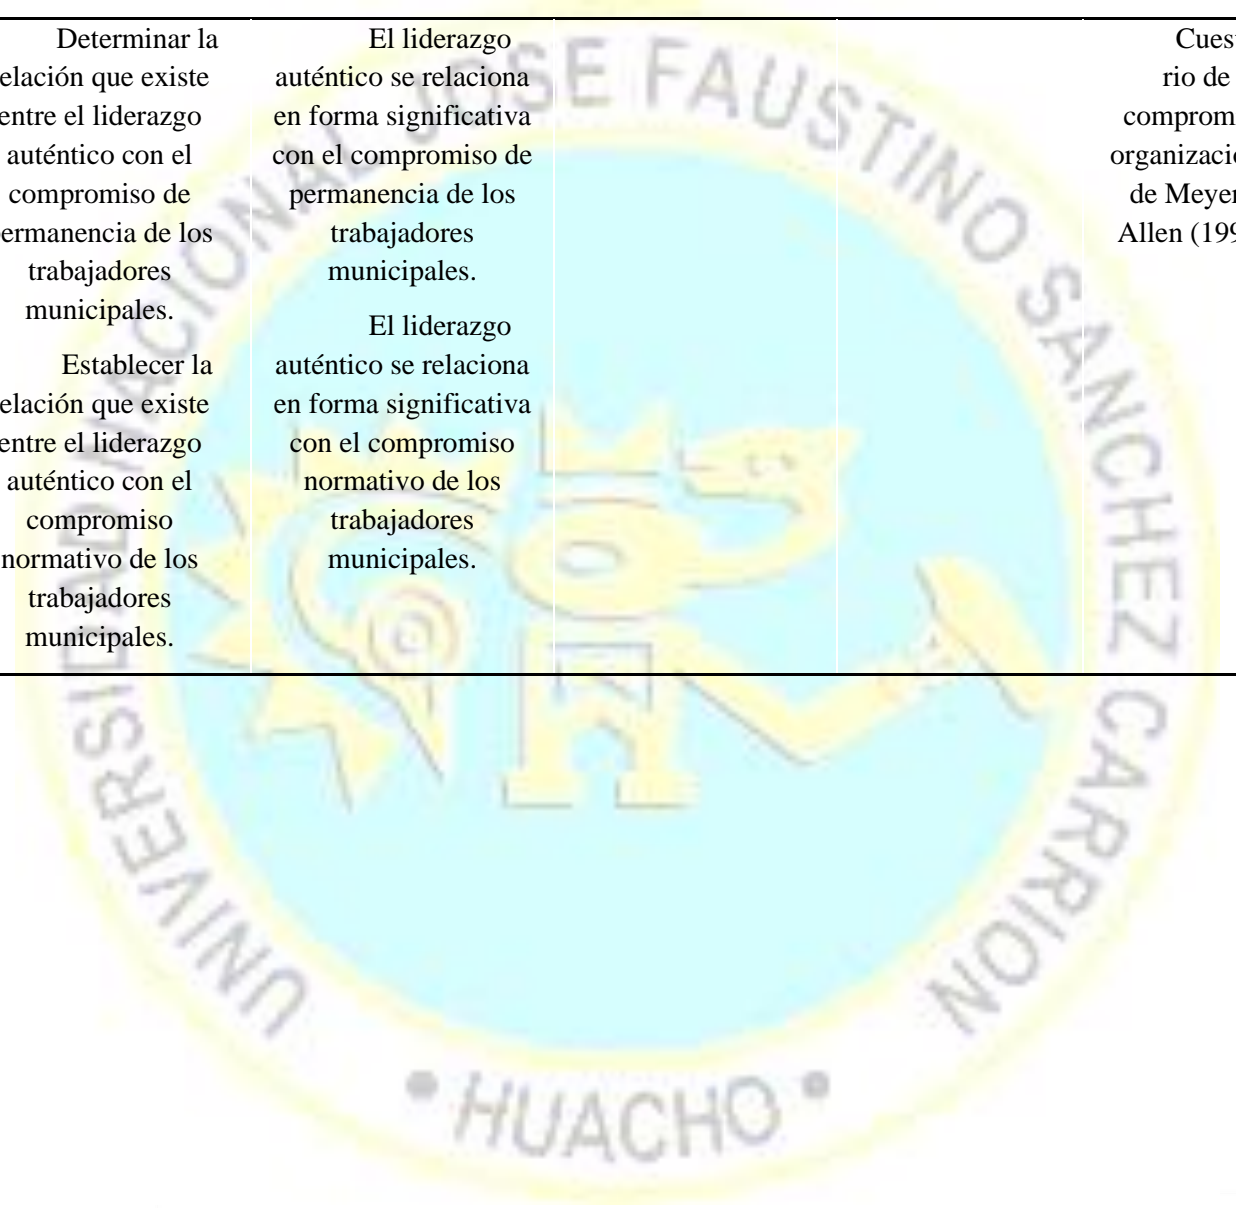 Determinar la
elación que existe
entre el liderazgo
auténtico con el
compromiso de
permanencia de los
trabajadores
municipales.
Establecer la
elación que existe
entre el liderazgo
auténtico con el
compromiso
normativo de los
trabajadores
municipales.
El liderazgo
auténtico se relaciona
en forma significativa
con el compromiso de
permanencia de los
trabajadores
municipales.
El liderazgo
auténtico se relaciona
en forma significativa
con el compromiso
normativo de los
trabajadores
municipales.
Cues
rio de
comprom
organizaci
de Meyer
Allen (199
UNIVERSIDAD NACIONAL JOSE FAUSTINO SANCHEZ CARRION
• HUACHO •